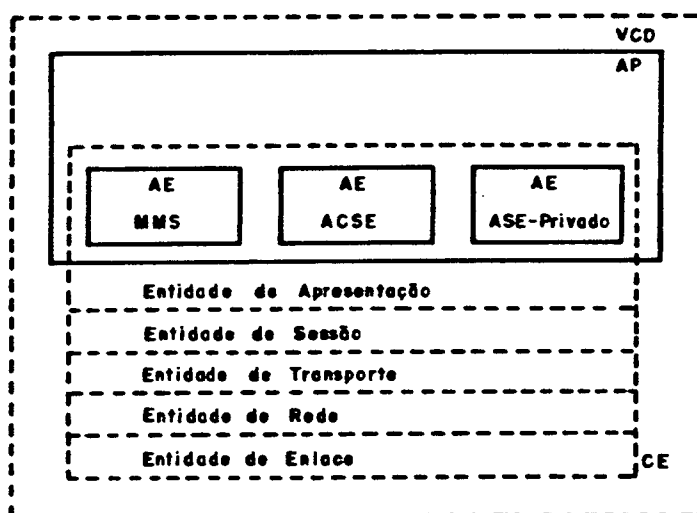 VCD
AP
AE AE AE
MMS ACSE ASE-Privado
Entidade de Apresentação
Entidade de Sessão
Entidade de Transporte
Entidade de Rede
Entidade de Enlace
CE